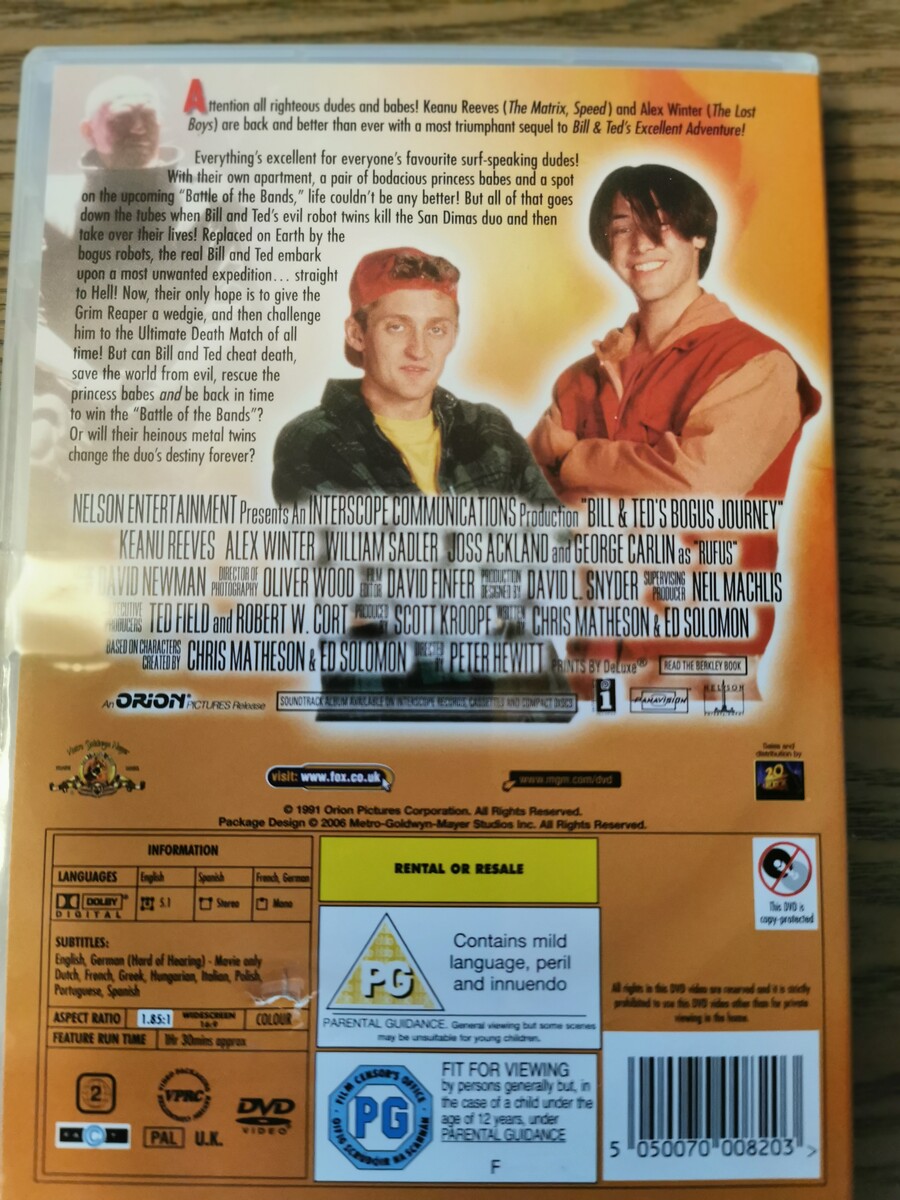 Attention all righteous dudes and babes! Keanu Reeves (The Matrix, Speed) and Alex Winter (The Lost
Boys) are back and better than ever with a most triumphant sequel to Bill & Ted's Excellent Adventure!
Everything's excellent for everyone's favourite surf-speaking dudes!
With their own apartment, a pair of bodacious princess babes and a spot
on the upcoming "Battle of the Bands," life couldn't be any better! But all of that goes
down the tubes when Bill and Ted's evil robot twins kill the San Dimas duo and then
take over their lives! Replaced on Earth by the
bogus robots, the real Bill and Ted embark
upon a most unwanted expedition... straight
to Hell! Now, their only hope is to give the
Grim Reaper a wedgie, and then challenge
him to the Ultimate Death Match of all
time! But can Bill and Ted cheat death,
save the world from evil, rescue the
princess babes and be back in time
to win the "Battle of the Bands"?
Or will their heinous metal twins
change the duo's destiny forever?
NELSON ENTERTAINMENT Presents An INTERSCOPE COMMUNICATIONS Production "BILL & TED'S BOGUS JOURNEY"
KEANU REEVES ALEX WINTER WILLIAM SADLER JOSS ACKLAND and GEORGE CARLIN as "RUFUS"
DAVID NEWMAN DIRECTOR OF PHOTOGRAPHY OLIVER WOOD FILM EDITOR DAVID FINFER PRODUCTION DESIGNED BY DAVID L. SNYDER SUPERVISING PRODUCER NEIL MACHLIS
TED FIELD and ROBERT W. CORT PRODUCED BY SCOTT KROOPF WRITTEN BY CHRIS MATHESON & ED SOLOMON
BASED ON CHARACTERS CREATED BY CHRIS MATHESON & ED SOLOMON DIRECTED BY PETER HEWITT PRINTS BY DeLuxe® READ THE BERKLEY BOOK
An ORION PICTURES Release SOUNDTRACK ALBUM AVAILABLE ON INTERSCOPE RECORDS, CASSETTES AND COMPACT DISCS i PANAVISION NELSON
Metro Goldwyn Mayer
TRADE MARK
Sales and
distribution by
20
visit: www.fox.co.uk
www.mgm.com/dvd
© 1991 Orion Pictures Corporation. All Rights Reserved.
Package Design © 2006 Metro-Goldwyn-Mayer Studios Inc. All Rights Reserved.
INFORMATION
LANGUAGES English Spanish French, German
DOLBY DIGITAL 5.1 Stereo Mono
SUBTITLES:
English, German (Hard of Hearing) - Movie only
Dutch, French, Greek, Hungarian, Italian, Polish,
Portuguese, Spanish
ASPECT RATIO 1.85:1 WIDESCREEN 16:9 COLOUR
FEATURE RUN TIME 1Hr 30mins approx
2
VPRC
DVD
VIDEO
PAL U.K.
RENTAL OR RESALE
PG
Contains mild
language, peril
and innuendo
PARENTAL GUIDANCE. General viewing but some scenes
may be unsuitable for young children.
FILM CENSOR'S OFFICE
PG
OIFIG SCRÚDÓIR NA SCANNÁN
FIT FOR VIEWING
by persons generally but, in
the case of a child under the
age of 12 years, under
PARENTAL GUIDANCE
F
This DVD is
copy-protected
All rights in this DVD video are reserved and it is strictly
prohibited to use this DVD video other than for private
viewing in the home.
5 050070 008203 >